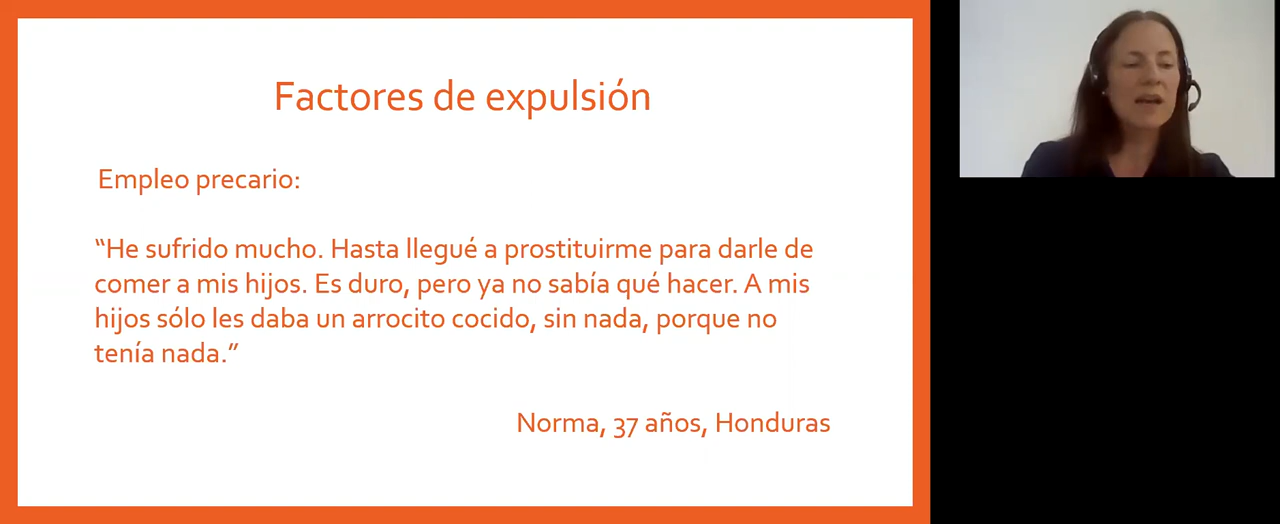 Factores de expulsión
Empleo precario:
“He sufrido mucho. Hasta llegué a prostituirme para darle de
comer a mis hijos. Es duro, pero ya no sabía qué hacer. A mis
hijos sólo les daba un arrocito cocido, sin nada, porque no
tenía nada.”
Norma, 37 años, Honduras